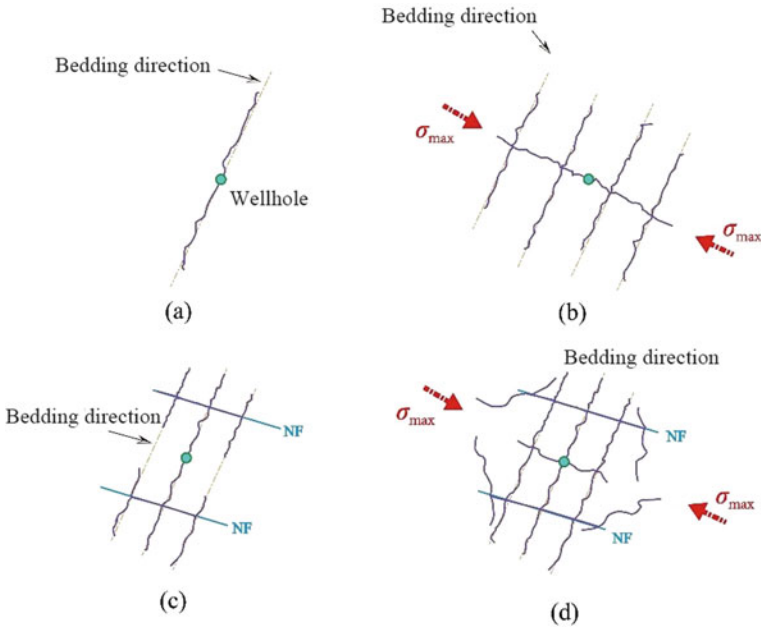 Bedding direction
Wellhole
(a)
Bedding direction
σmax
σmax
(b)
Bedding direction
NF
NF
(c)
Bedding direction
σmax
NF
σmax
NF
(d)